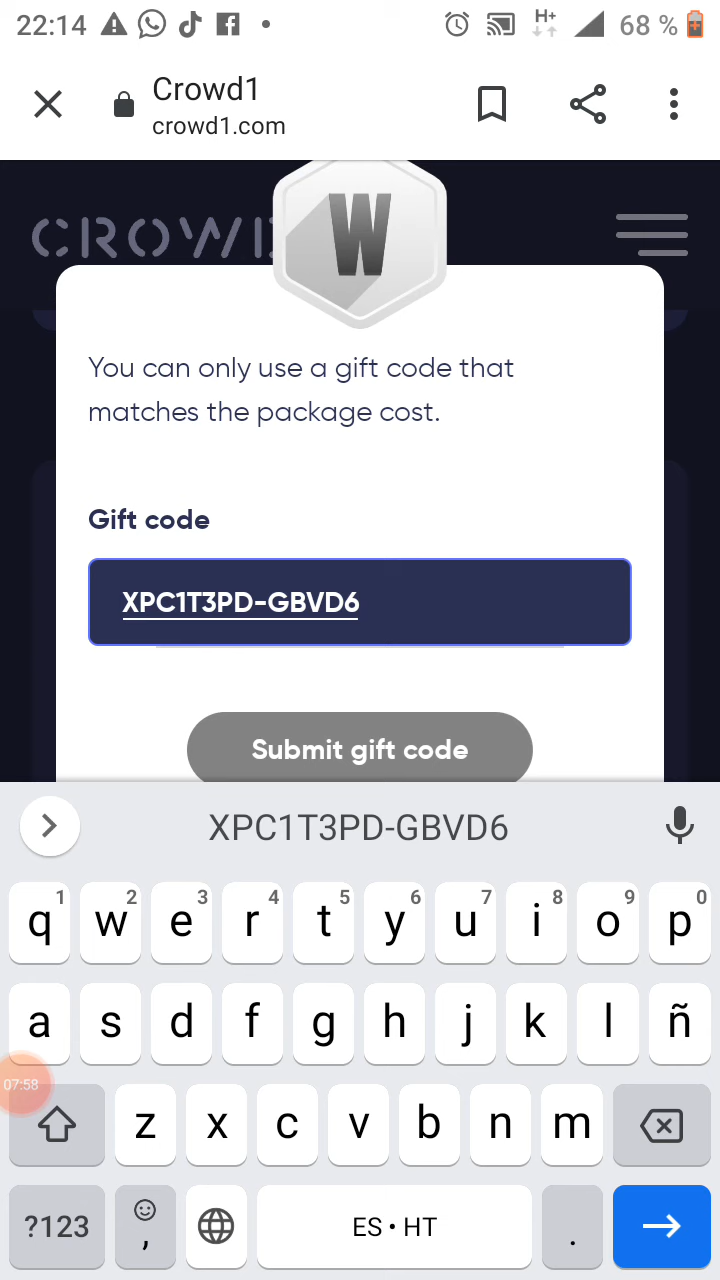 22:14 H+ 68 %
Crowd1
crowd1.com
CROW
W
You can only use a gift code that
matches the package cost.
Gift code
XPC1T3PD-GBVD6
Submit gift code
XPC1T3PD-GBVD6
1 2 3 4 5 6 7 8 9 0
q w e r t y u i o p
a s d f g h j k l ñ
07:58
z x c v b n m
?123 , ES • HT .